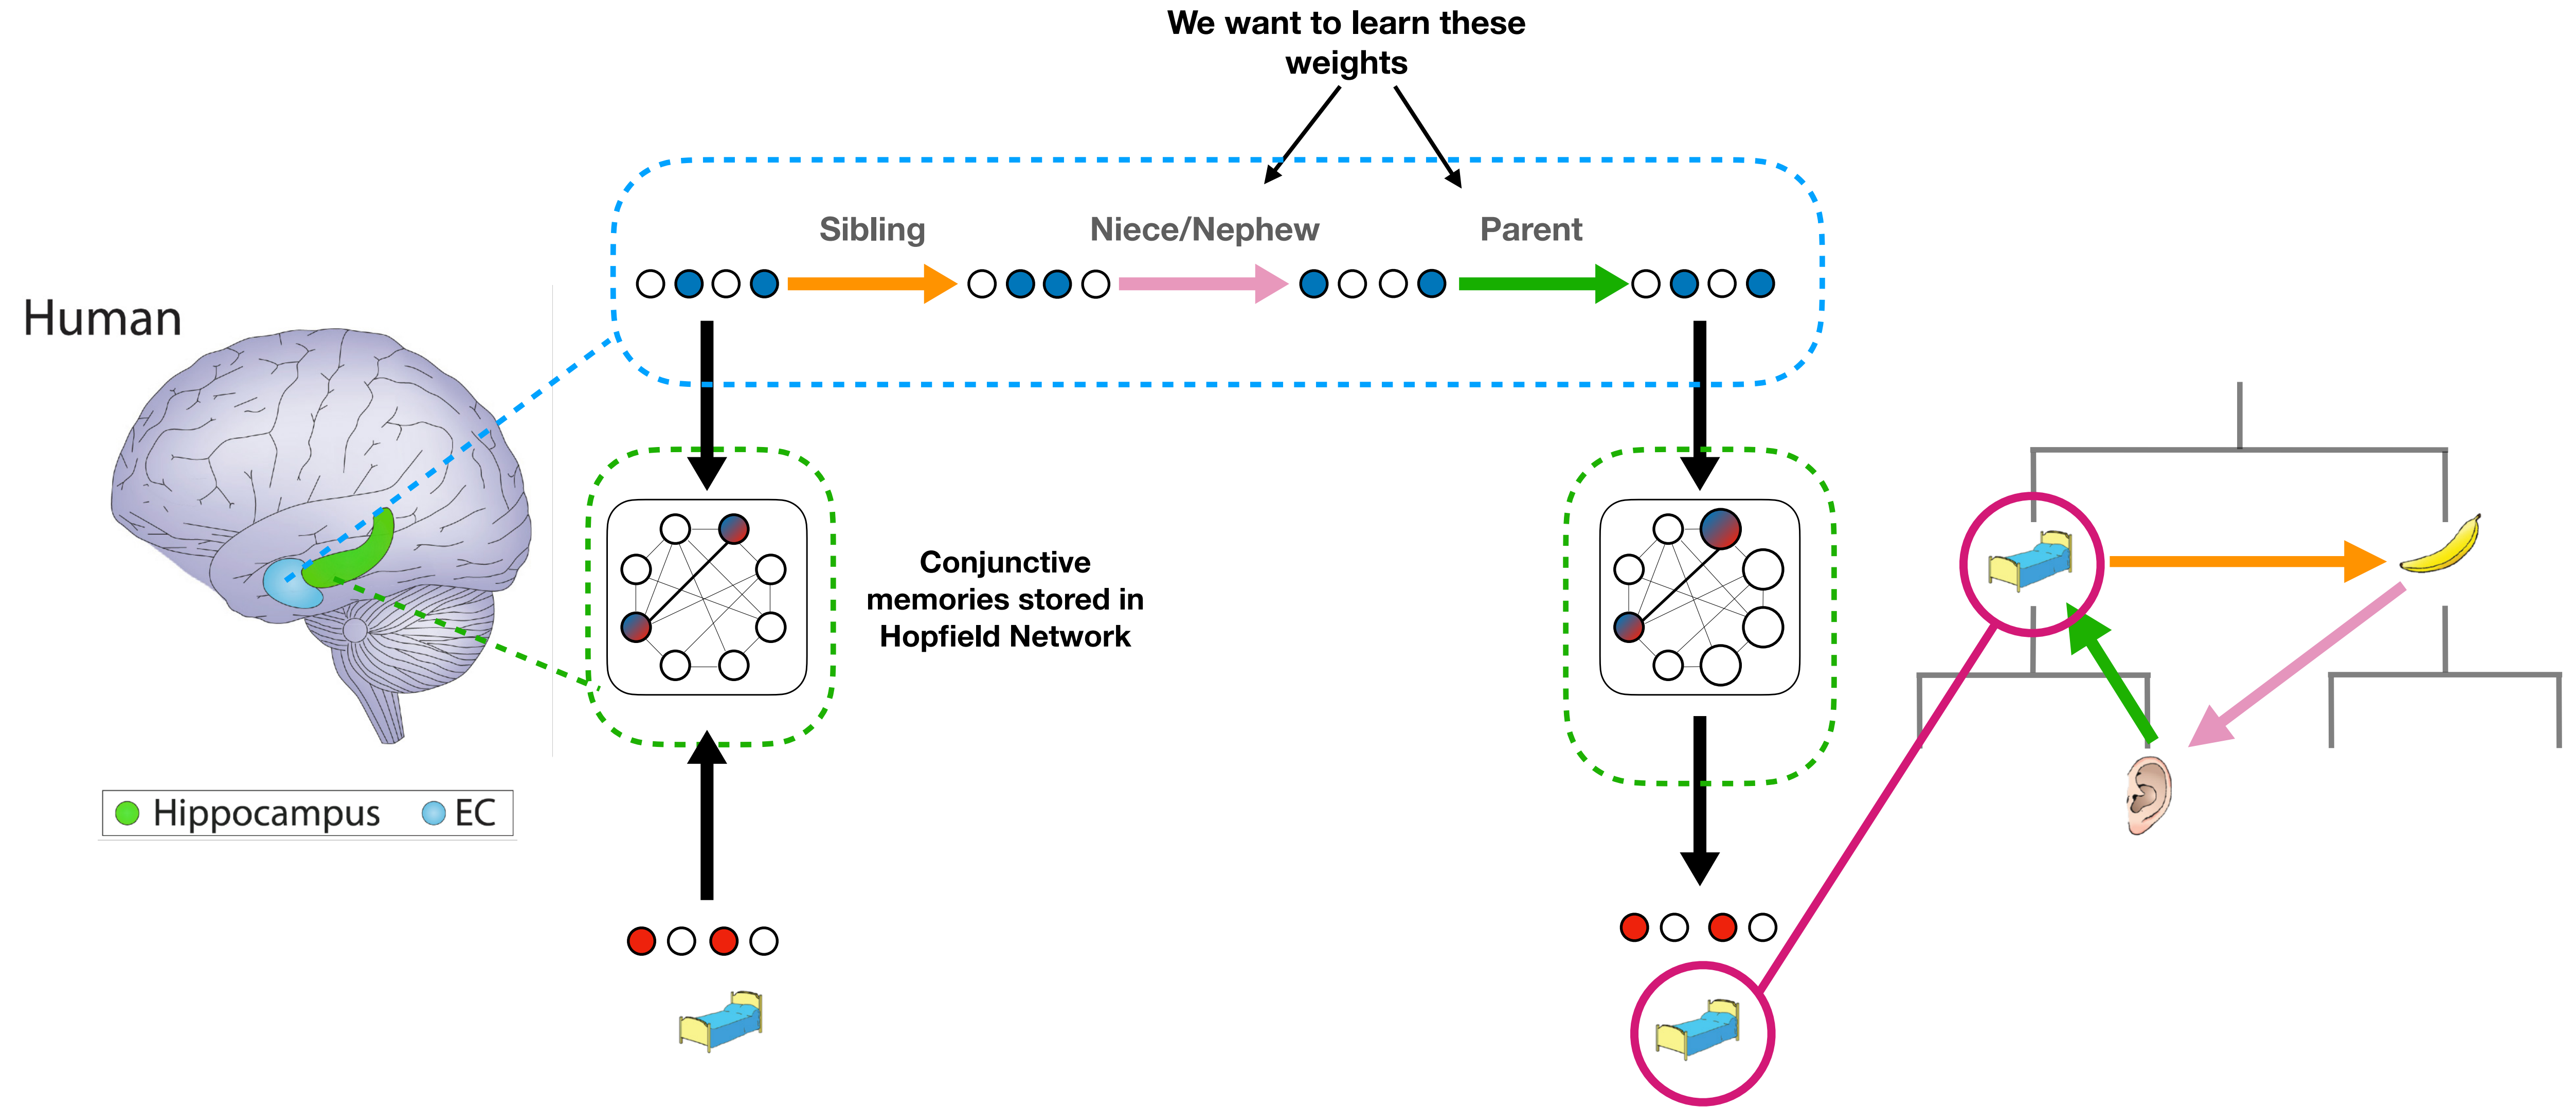 We want to learn these
weights
Sibling
Niece/Nephew
Parent
Human
Conjunctive
memories stored in
Hopfield Network
Hippocampus
EC